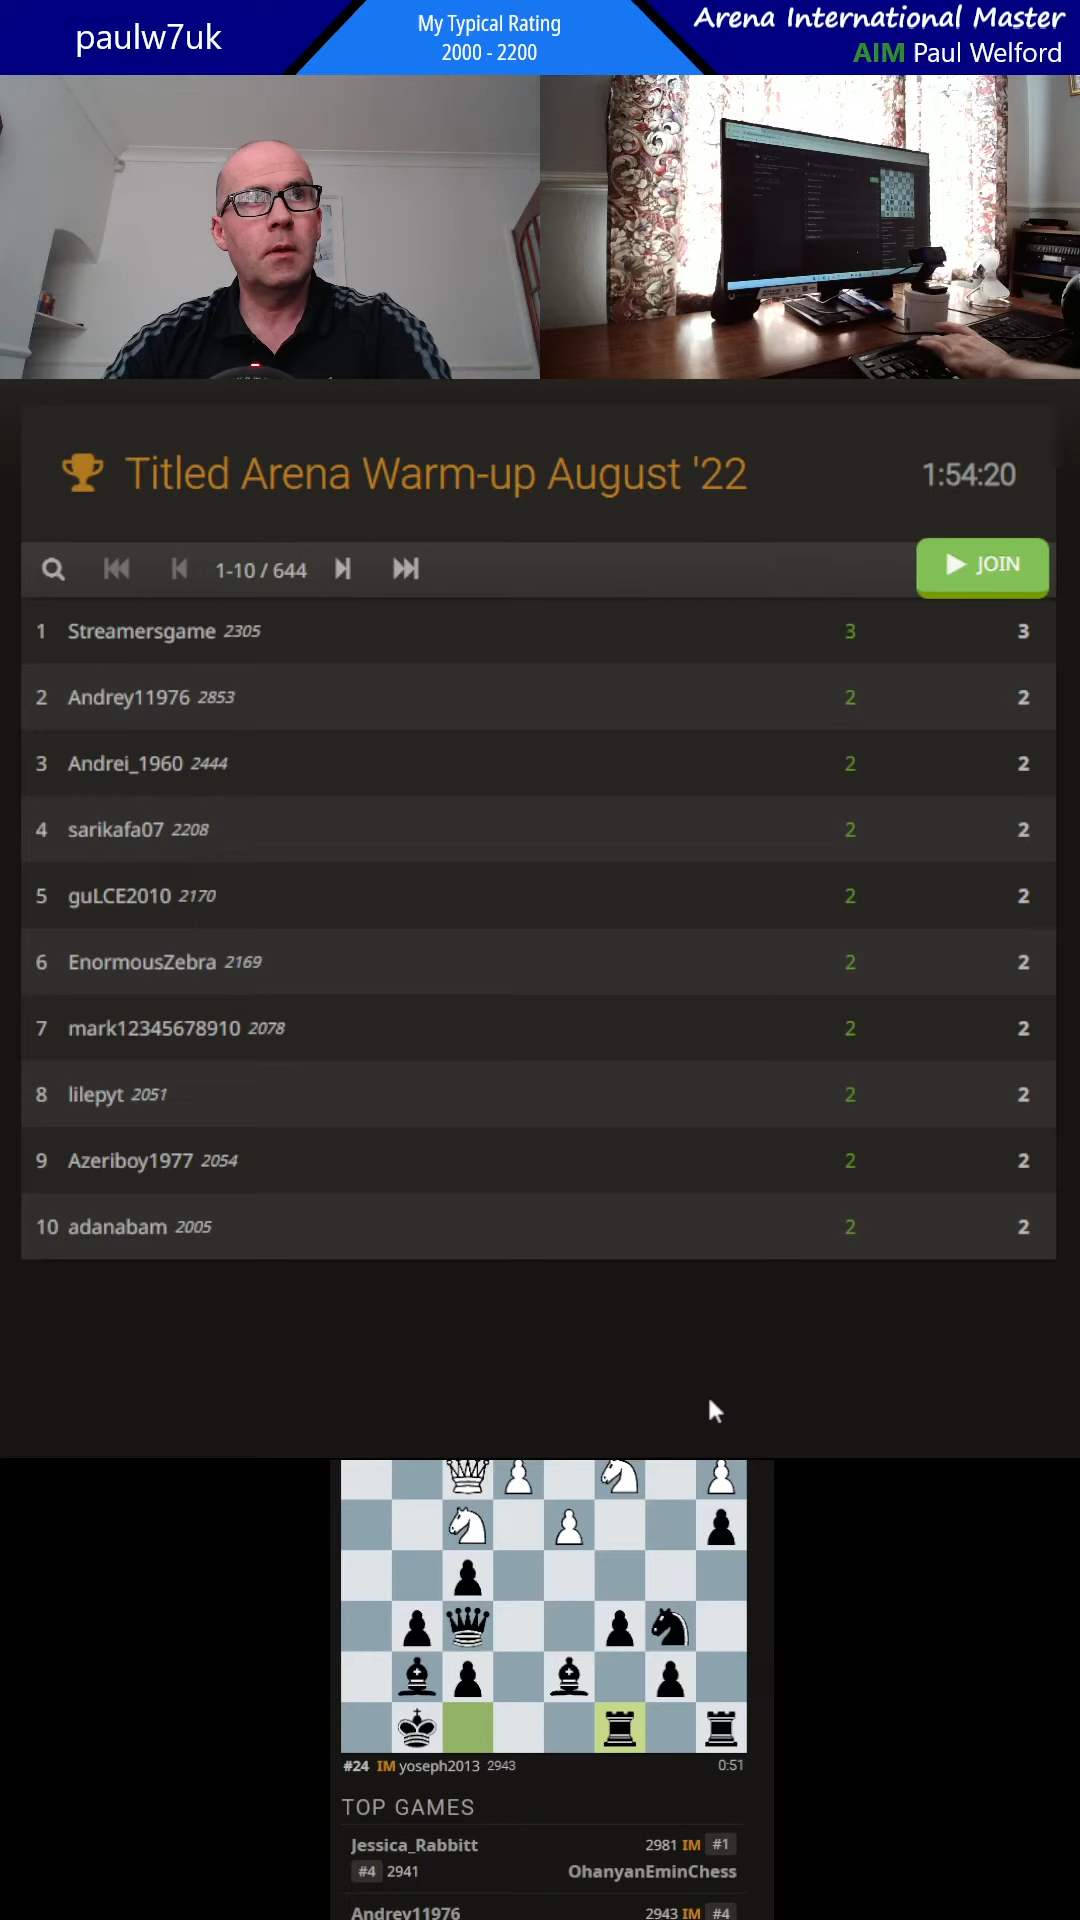 paulw7uk
My Typical Rating
2000 - 2200
Arena International Master
AIM Paul Welford
Titled Arena Warm-up August '22
1:54:20
1-10 / 644
JOIN
1 Streamersgame 2305 3 3
2 Andrey11976 2853 2 2
3 Andrei_1960 2444 2 2
4 sarikafa07 2208 2 2
5 guLCE2010 2170 2 2
6 EnormousZebra 2169 2 2
7 mark12345678910 2078 2 2
8 lilepyt 2051 2 2
9 Azeriboy1977 2054 2 2
10 adanabam 2005 2 2
#24 IM yoseph2013 2943 0:51
TOP GAMES
Jessica_Rabbitt 2981 IM #1
#4 2941 OhanyanEminChess
Andrey11976 2943 IM #4